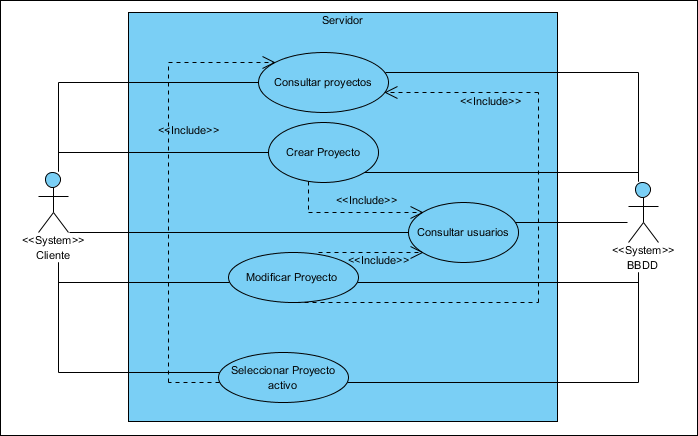 Servidor
Consultar proyectos
<<Include>>
<<Include>>
Crear Proyecto
<<Include>>
Consultar usuarios
<<System>>
Cliente
<<System>>
BBDD
<<Include>>
Modificar Proyecto
Seleccionar Proyecto
activo